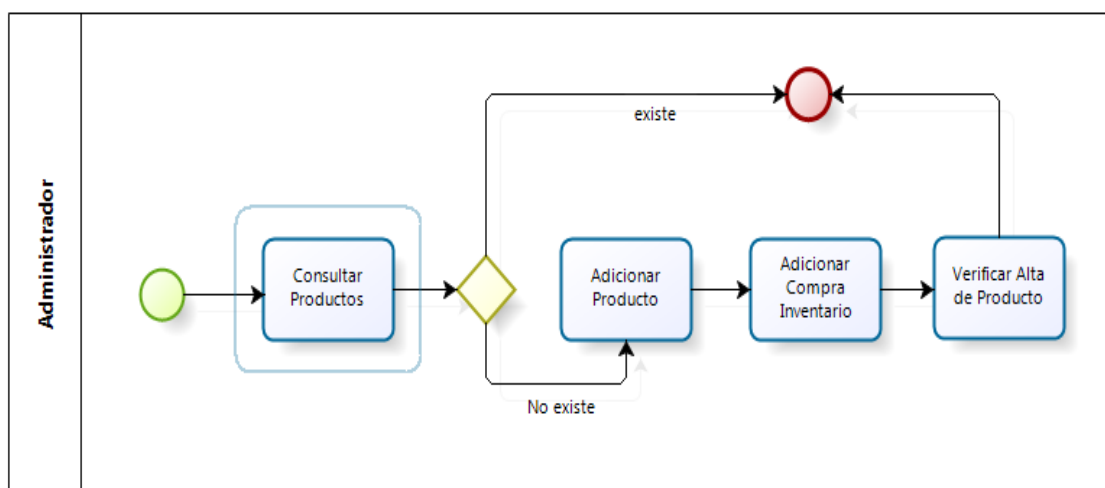 Administrador
existe
Consultar
Productos
Adicionar
Producto
Adicionar
Compra
Inventario
Verificar Alta
de Producto
No existe